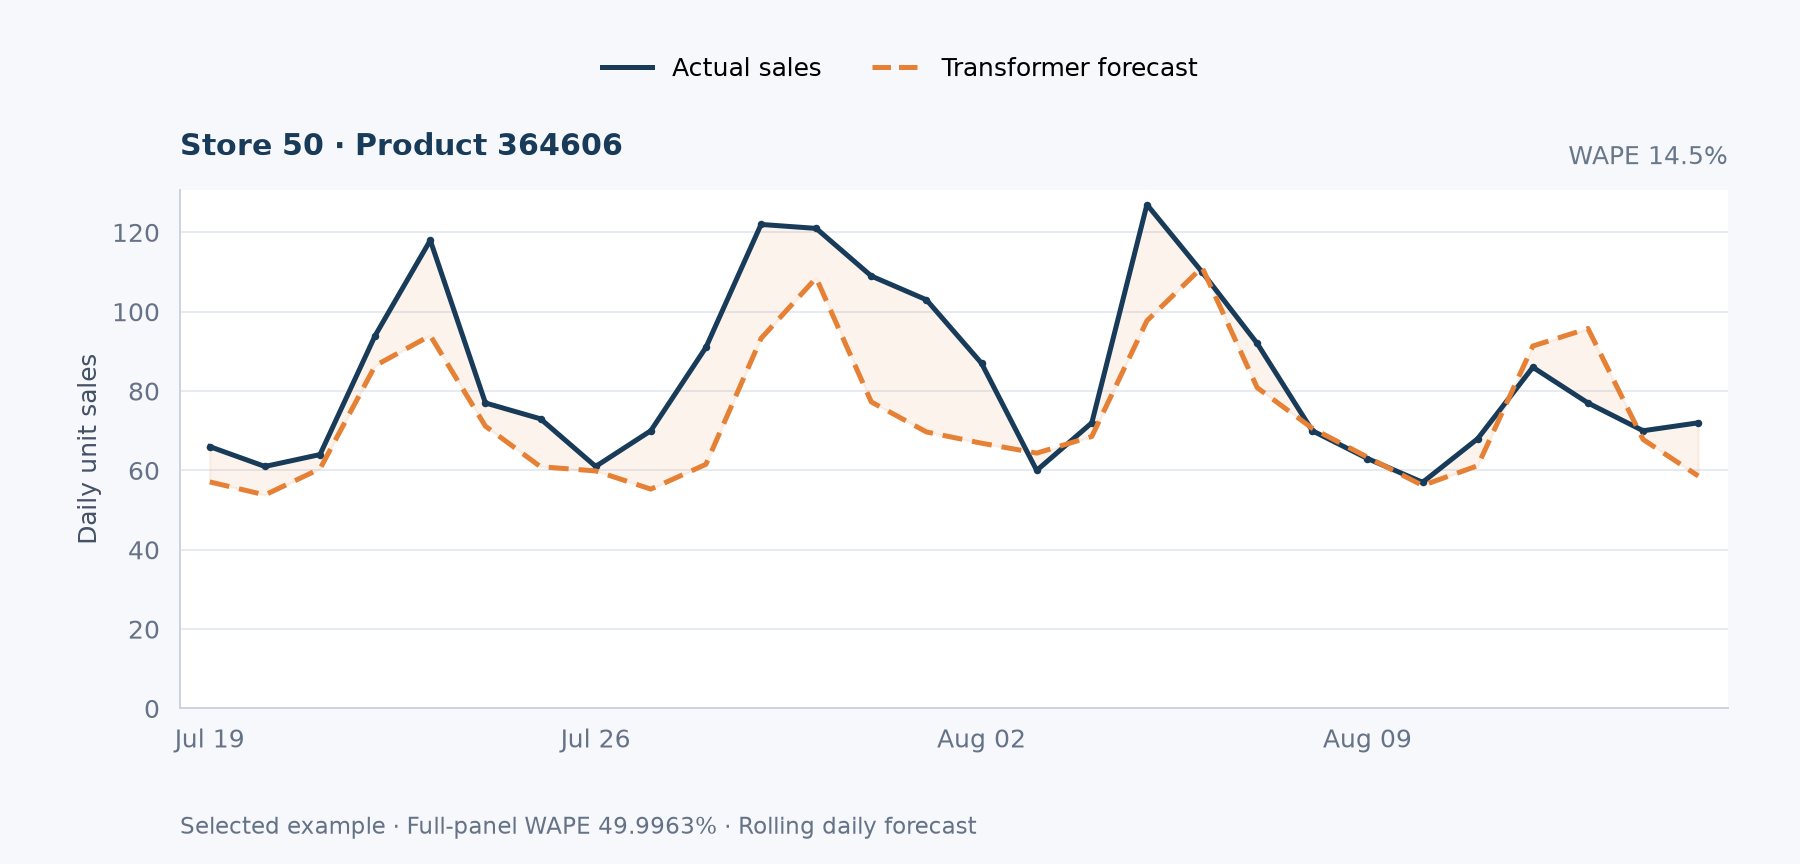 Actual sales
Transformer forecast
Store 50 · Product 364606
WAPE 14.5%
Daily unit sales
120
100
80
60
40
20
0
Jul 19
Jul 26
Aug 02
Aug 09
Selected example · Full-panel WAPE 49.9963% · Rolling daily forecast